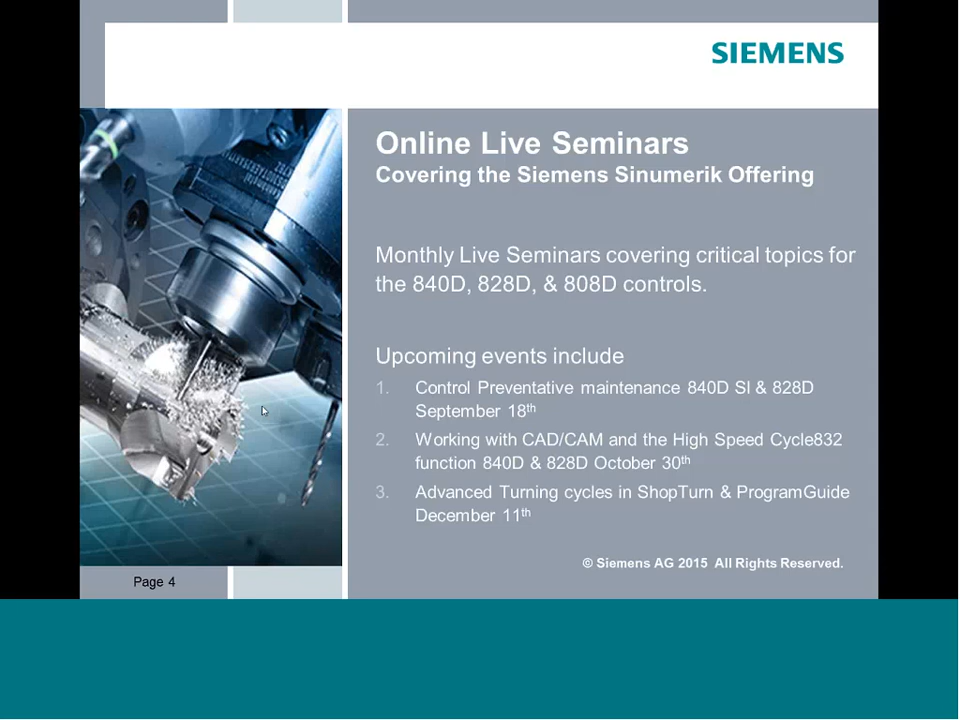 SIEMENS
Online Live Seminars
Covering the Siemens Sinumerik Offering
Monthly Live Seminars covering critical topics for
the 840D, 828D, & 808D controls.
Upcoming events include
1. Control Preventative maintenance 840D Sl & 828D
September 18th
2. Working with CAD/CAM and the High Speed Cycle832
function 840D & 828D October 30th
3. Advanced Turning cycles in ShopTurn & ProgramGuide
December 11th
© Siemens AG 2015 All Rights Reserved.
Page 4